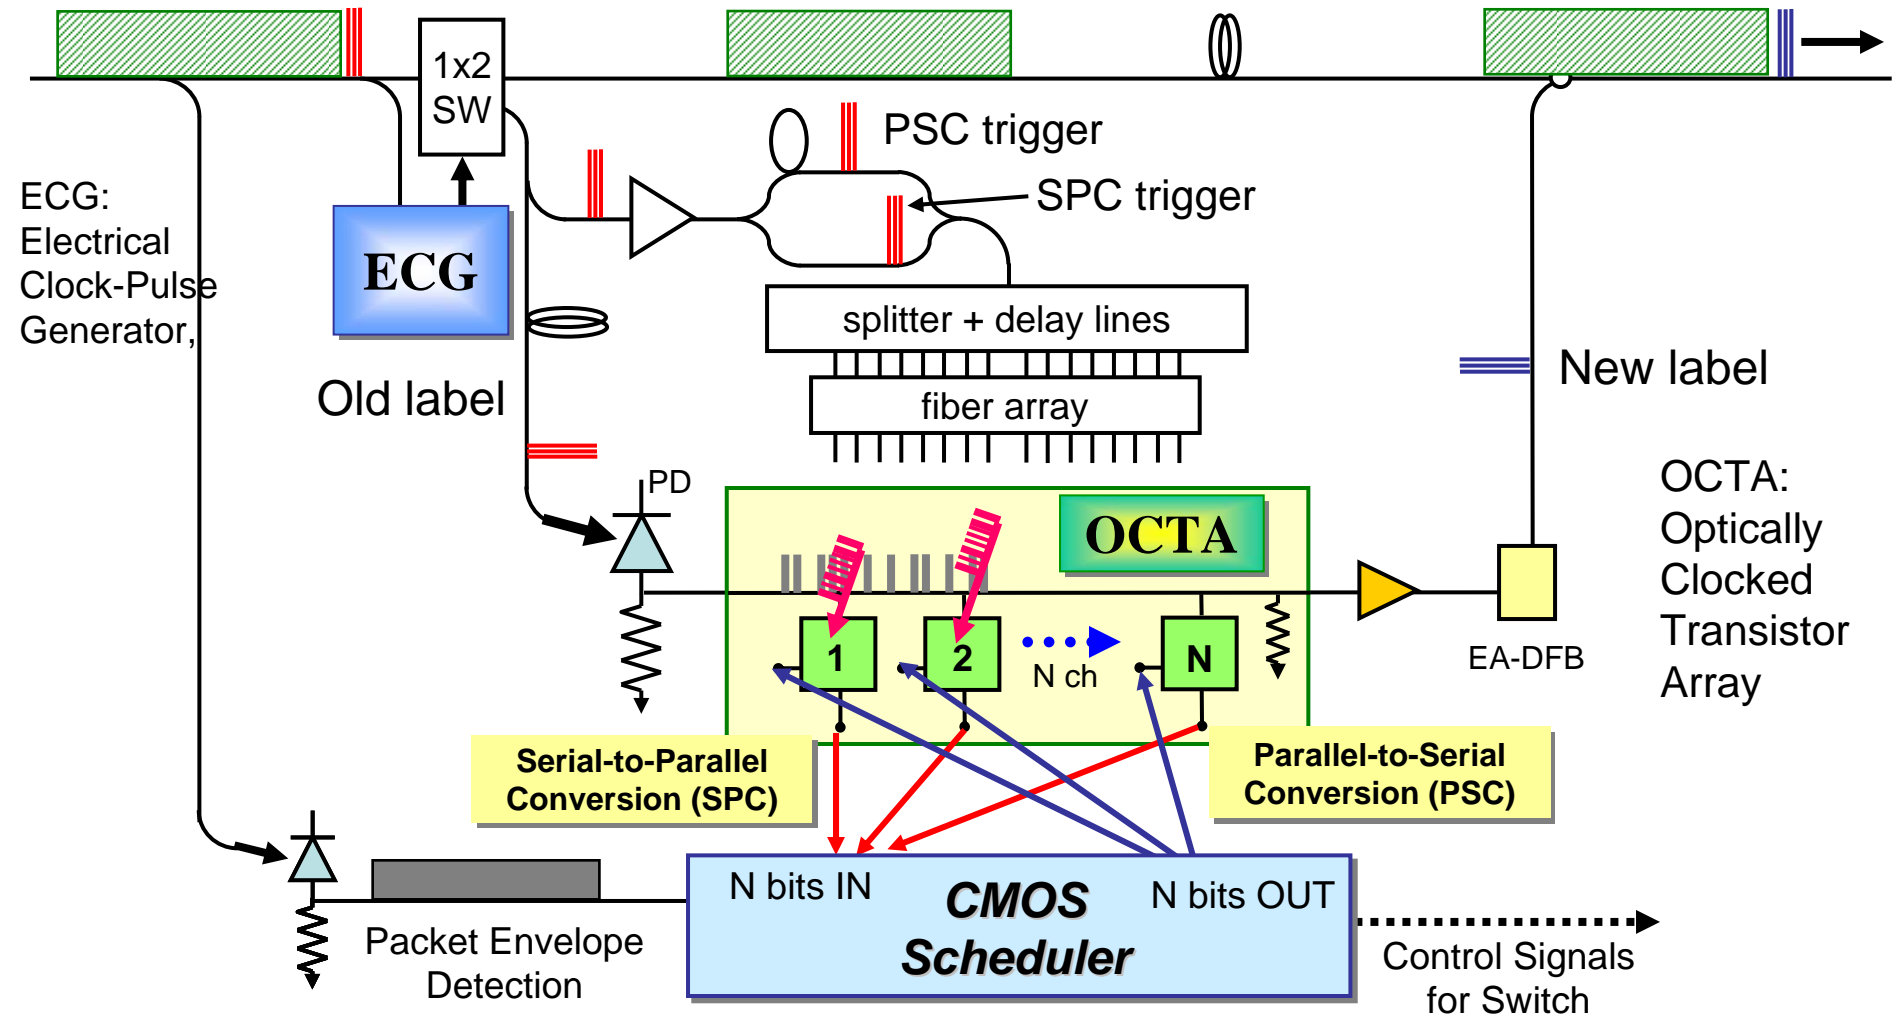 1x2
SW
PSC trigger
SPC trigger
ECG:
Electrical
Clock-Pulse
Generator,
ECG
splitter + delay lines
Old label
fiber array
New label
PD
OCTA
OCTA:
Optically
Clocked
Transistor
Array
1
2
N ch
N
EA-DFB
Serial-to-Parallel
Conversion (SPC)
Parallel-to-Serial
Conversion (PSC)
N bits IN
CMOS
Scheduler
N bits OUT
Packet Envelope
Detection
Control Signals
for Switch